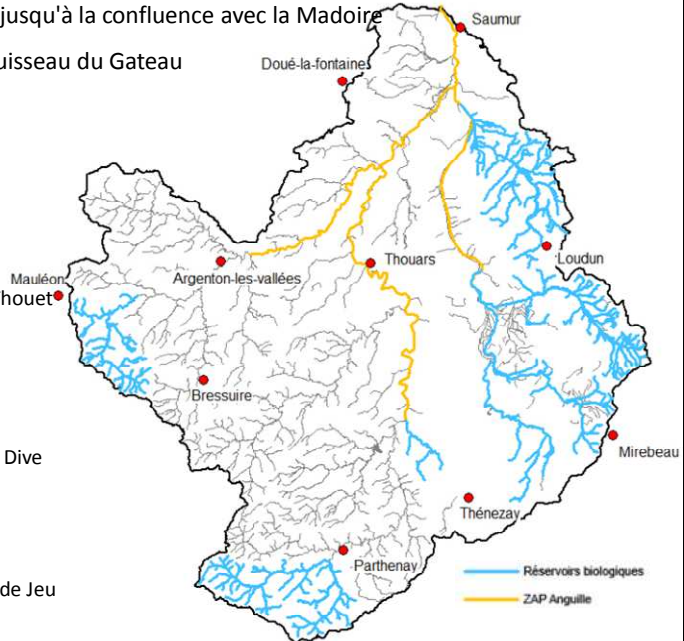 jusqu'à la confluence avec la Madoire
Saumur
uisseau du Gateau
Doué-la-fontaine
Loudun
Thouars
Argenton-les-vallées
Mauléon
houet
Bressuire
Mirebeau
Dive
Thénezay
Parthenay
Réservoirs biologiques
de Jeu
ZAP Anguille